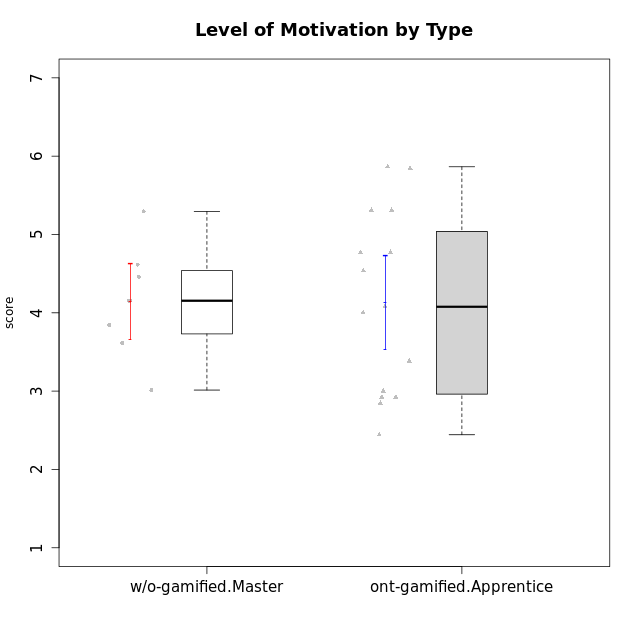 Level of Motivation by Type
score
7
6
5
4
3
2
1
w/o-gamified.Master
ont-gamified.Apprentice